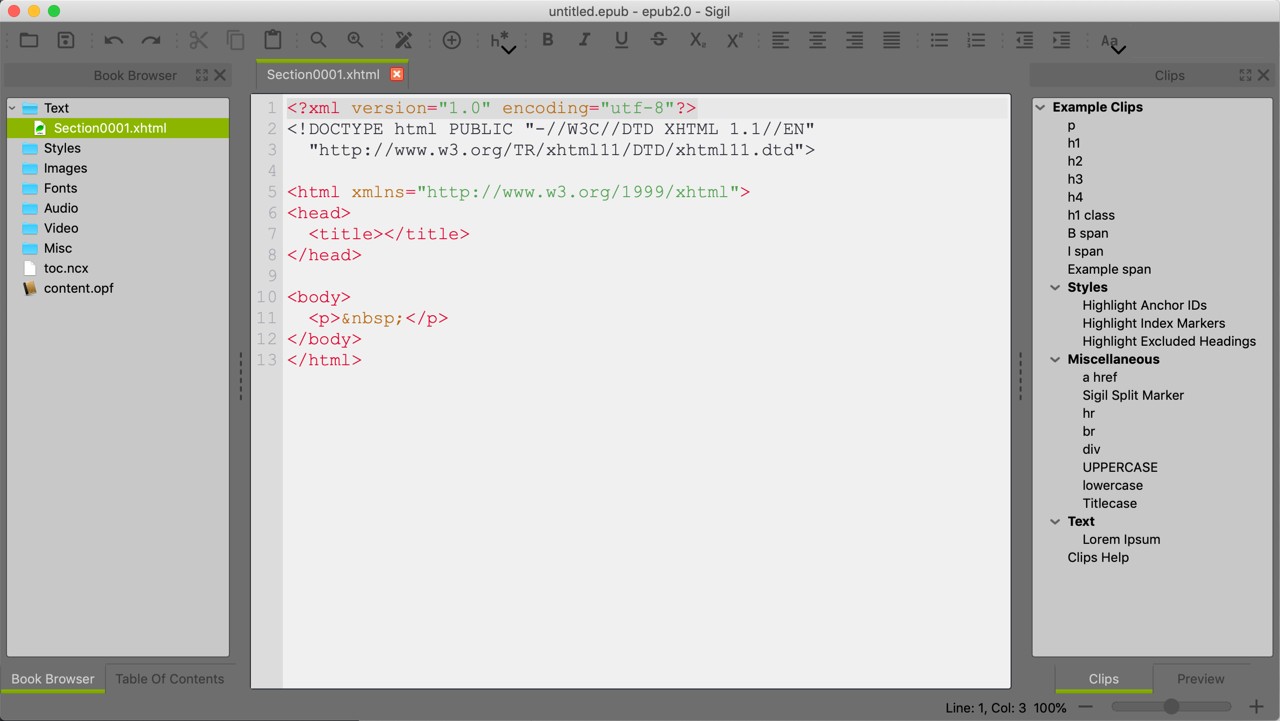 untitled.epub - epub2.0 - Sigil
h*
B I U S X₂ X²
Aa
Book Browser
Text
Section0001.xhtml
Styles
Images
Fonts
Audio
Video
Misc
toc.ncx
content.opf
Book Browser Table Of Contents
Section0001.xhtml
1 <?xml version="1.0" encoding="utf-8"?>
2 <!DOCTYPE html PUBLIC "-//W3C//DTD XHTML 1.1//EN"
3   "http://www.w3.org/TR/xhtml11/DTD/xhtml11.dtd">
4
5 <html xmlns="http://www.w3.org/1999/xhtml">
6 <head>
7   <title></title>
8 </head>
9
10 <body>
11   <p>&nbsp;</p>
12 </body>
13 </html>
Clips
Example Clips
p
h1
h2
h3
h4
h1 class
B span
I span
Example span
Styles
Highlight Anchor IDs
Highlight Index Markers
Highlight Excluded Headings
Miscellaneous
a href
Sigil Split Marker
hr
br
div
UPPERCASE
lowercase
Titlecase
Text
Lorem Ipsum
Clips Help
Clips Preview
Line: 1, Col: 3 100%